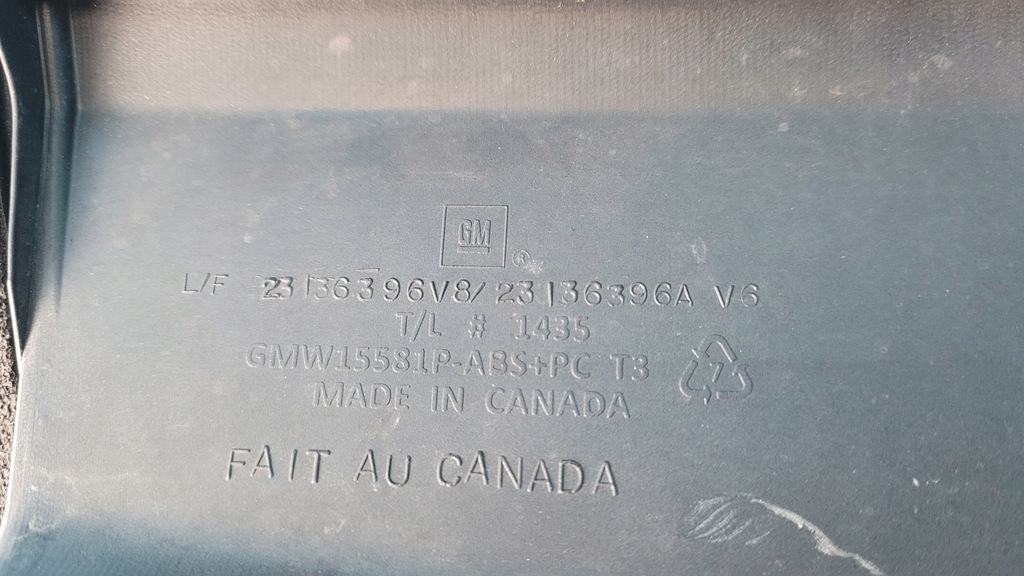 GM ®
L/F 23136396V8/23136396A V6
T/L # 1435
GMW15581P-ABS+PC T3
MADE IN CANADA
FAIT AU CANADA